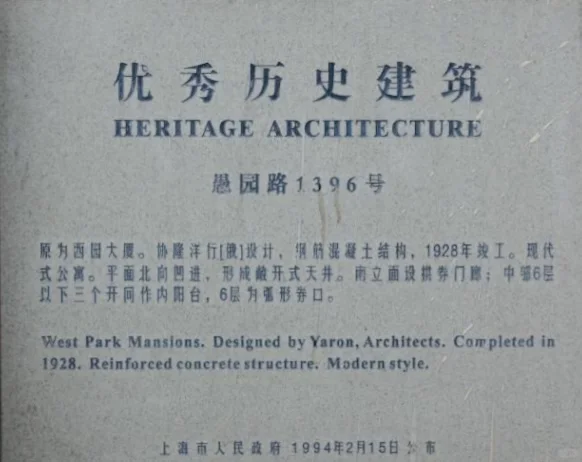 优秀历史建筑
HERITAGE ARCHITECTURE
愚园路1396号
原为西园大厦。协隆洋行[俄]设计，钢筋混凝土结构，1928年竣工。现代
式公寓。平面北向凹进，形成敞开式天井。南立面设拱券门廊；中部6层
以下三个开间作内阳台，6层为弧形券口。
West Park Mansions. Designed by Yaron, Architects. Completed in
1928. Reinforced concrete structure. Modern style.
上海市人民政府 1994年2月15日公布